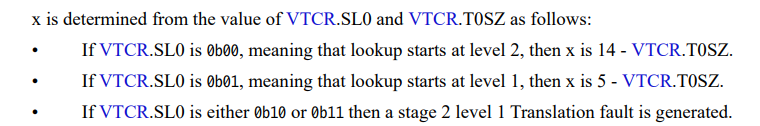 x is determined from the value of VTCR.SL0 and VTCR.T0SZ as follows:
• If VTCR.SL0 is 0b00, meaning that lookup starts at level 2, then x is 14 - VTCR.T0SZ.
• If VTCR.SL0 is 0b01, meaning that lookup starts at level 1, then x is 5 - VTCR.T0SZ.
• If VTCR.SL0 is either 0b10 or 0b11 then a stage 2 level 1 Translation fault is generated.